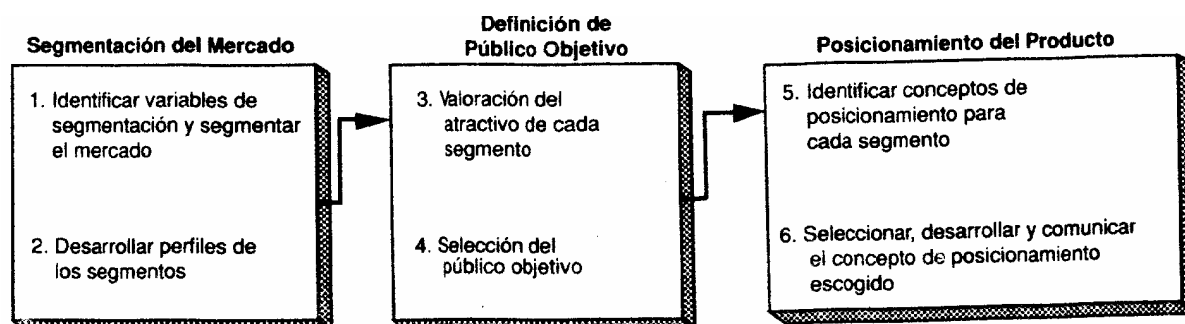 Segmentación del Mercado
1. Identificar variables de
segmentación y segmentar
el mercado
2. Desarrollar perfiles de
los segmentos
Definición de
Público Objetivo
3. Valoración del
atractivo de cada
segmento
4. Selección del
público objetivo
Posicionamiento del Producto
5. Identificar conceptos de
posicionamiento para
cada segmento
6. Seleccionar, desarrollar y comunicar
el concepto de posicionamiento
escogido